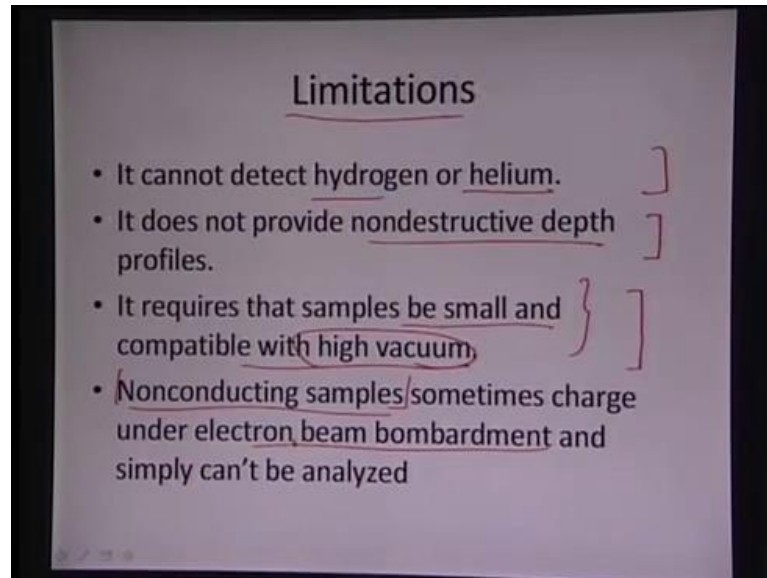 Limitations
• It cannot detect hydrogen or helium.
• It does not provide nondestructive depth
profiles.
• It requires that samples be small and
compatible with high vacuum,
• Nonconducting samples sometimes charge
under electron beam bombardment and
simply can't be analyzed